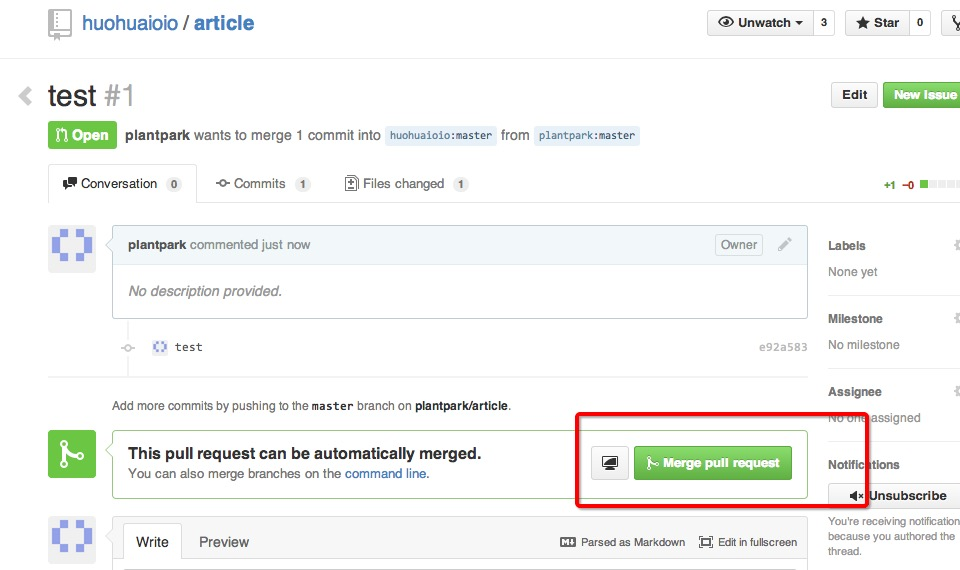 huohuaioio / article
Unwatch 3 Star 0
test #1
Edit New Issue
Open plantpark wants to merge 1 commit into huohuaioio:master from plantpark:master
Conversation 0 Commits 1 Files changed 1
+1 −0
plantpark commented just now Owner
No description provided.
test e92a583
Labels
None yet
Milestone
No milestone
Assignee
No one assigned
Add more commits by pushing to the master branch on plantpark/article.
This pull request can be automatically merged.
You can also merge branches on the command line.
Merge pull request
Notifications
Unsubscribe
You're receiving notification
because you authored the
thread.
Write Preview Parsed as Markdown Edit in fullscreen